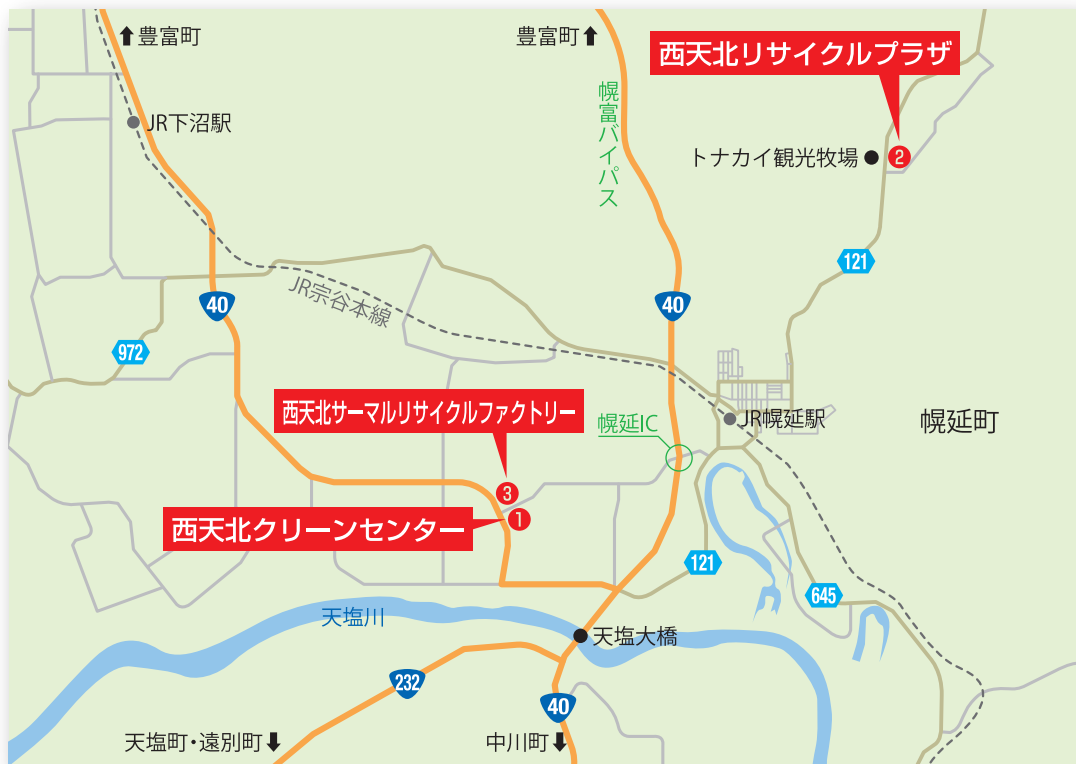 豊富町
豊富町
西天北リサイクルプラザ
幌富バイパス
JR下沼駅
トナカイ観光牧場
2
121
JR宗谷本線
40
40
972
西天北サーマルリサイクルファクトリー
幌延IC
JR幌延駅
幌延町
3
西天北クリーンセンター
1
121
645
天塩川
天塩大橋
232
40
天塩町・遠別町
中川町